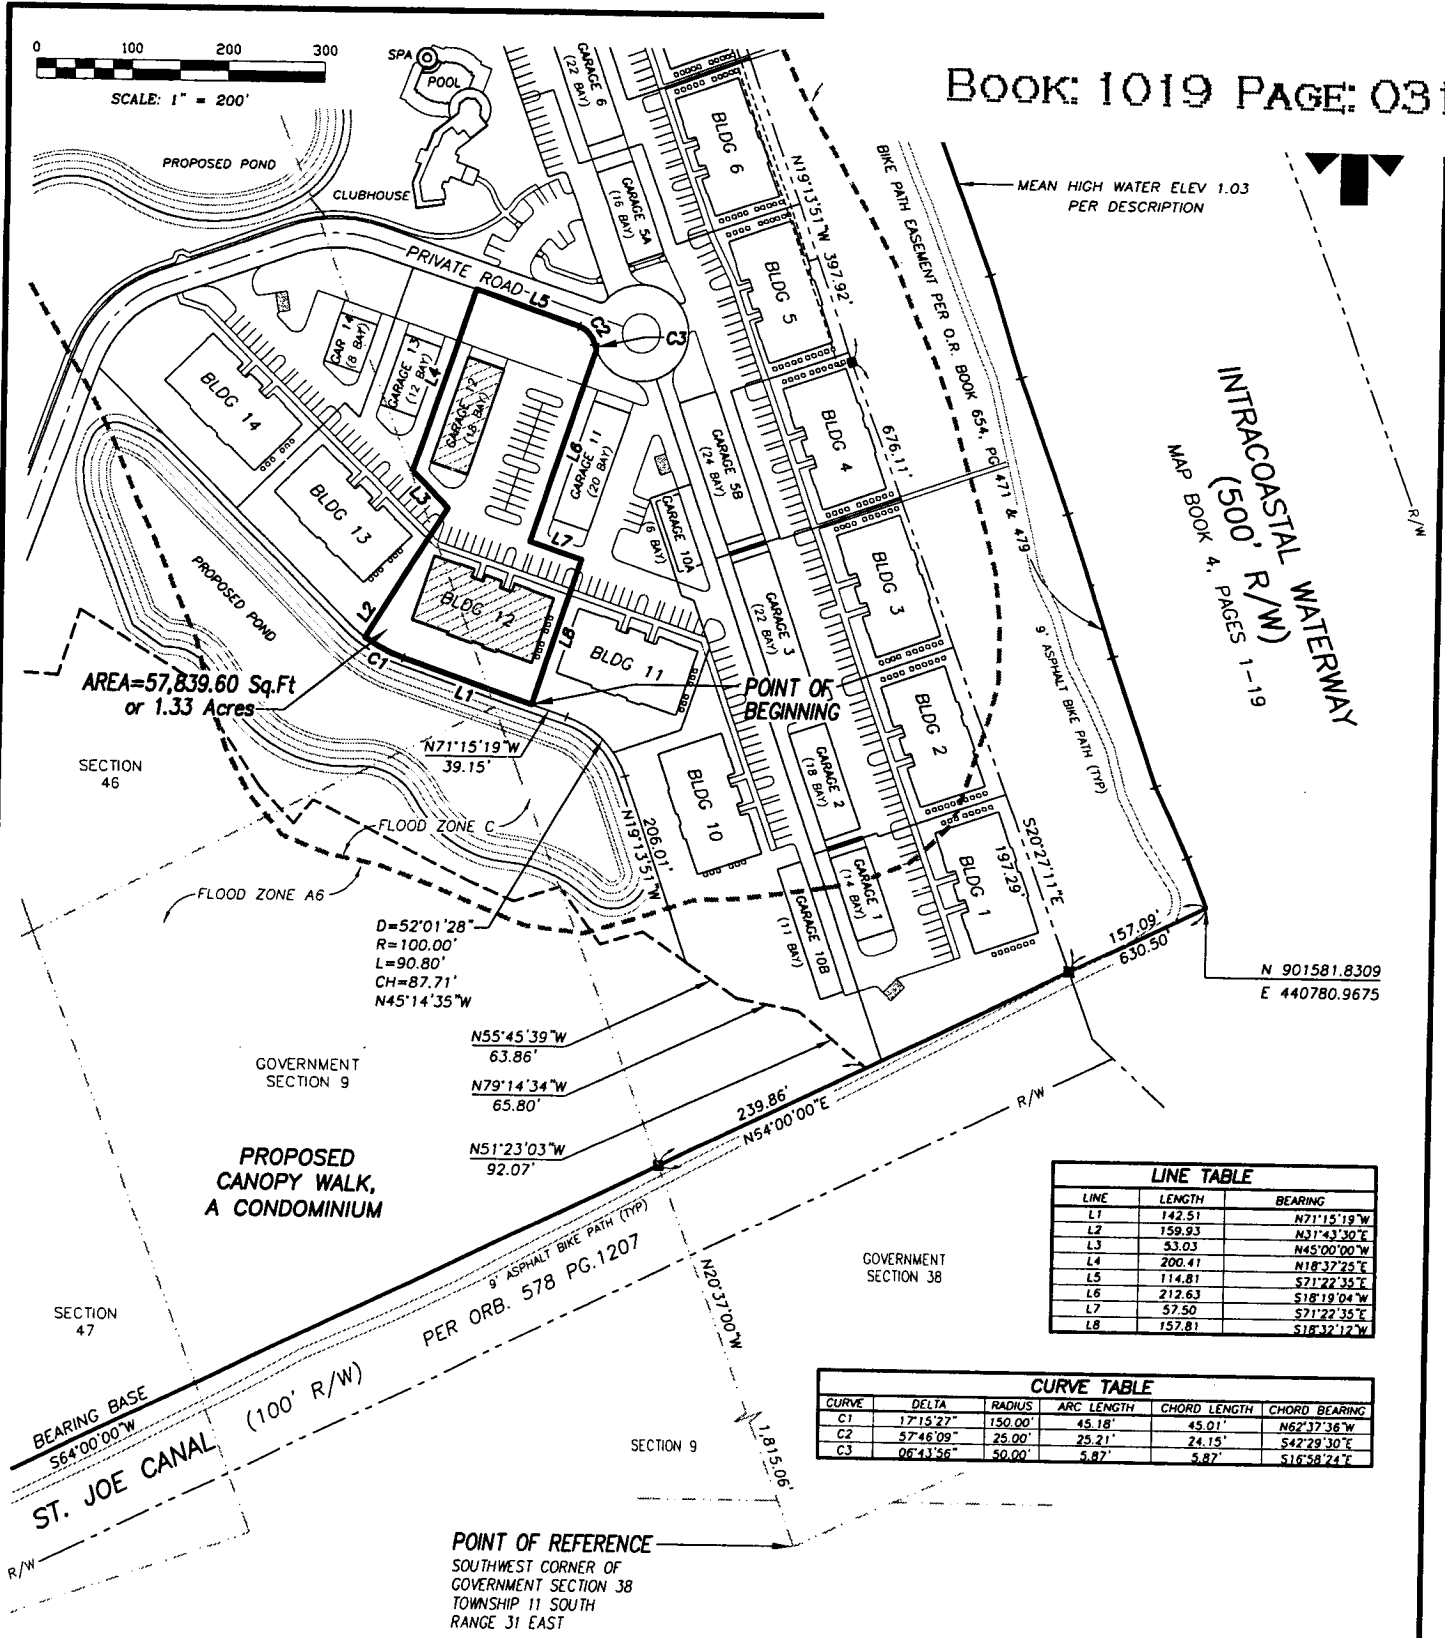 0 100 200 300
SCALE: 1" = 200'
BOOK: 1019 PAGE: 031
SPA
POOL
CLUBHOUSE
PROPOSED POND
PRIVATE ROAD
L5
C2
C3
GARAGE 6
(22 BAY)
GARAGE 5A
(16 BAY)
BLDG 6
BLDG 5
N19°13'51"W 397.92'
BIKE PATH EASEMENT PER O.R. BOOK 654, PG 471 & 479
MEAN HIGH WATER ELEV 1.03
PER DESCRIPTION
INTRACOASTAL WATERWAY
(500' R/W)
MAP BOOK 4, PAGES 1-19
R/W
GAR 14
(8 BAY)
GARAGE 13
(12 BAY)
L4
GARAGE 12
(18 BAY)
L6
GARAGE 11
(20 BAY)
GARAGE 5B
(24 BAY)
BLDG 4
676.11'
BLDG 14
BLDG 13
L3
L7
GARAGE 10A
(6 BAY)
BLDG 3
PROPOSED POND
L2
BLDG 12
L8
BLDG 11
GARAGE 3
(22 BAY)
9' ASPHALT BIKE PATH (TYP)
C1
L1
AREA=57,839.60 Sq.Ft
or 1.33 Acres
POINT OF
BEGINNING
BLDG 2
N71°15'19"W
39.15'
SECTION
46
GARAGE 2
(18 BAY)
BLDG 10
FLOOD ZONE C
206.01'
N19°13'51"W
FLOOD ZONE A6
GARAGE 1
(14 BAY)
BLDG 1
S20°27'11"E
197.29'
GARAGE 10B
(11 BAY)
D=52°01'28"
R=100.00'
L=90.80'
CH=87.71'
N45°14'35"W
157.09'
630.50'
N 901581.8309
E 440780.9675
N55°45'39"W
63.86'
GOVERNMENT
SECTION 9
N79°14'34"W
65.80'
239.86'
N64°00'00"E
R/W
N51°23'03"W
92.07'
PROPOSED
CANOPY WALK,
A CONDOMINIUM
LINE TABLE
LINE LENGTH BEARING
L1 142.51 N71°15'19"W
L2 159.93 N31°43'30"E
L3 53.03 N45°00'00"W
L4 200.41 N18°37'25"E
L5 114.81 S71°22'35"E
L6 212.63 S18°19'04"W
L7 57.50 S71°22'35"E
L8 157.81 S18°32'12"W
9' ASPHALT BIKE PATH (TYP)
PER ORB. 578 PG.1207
GOVERNMENT
SECTION 38
N20°37'00"W
1,815.06'
SECTION
47
CURVE TABLE
CURVE DELTA RADIUS ARC LENGTH CHORD LENGTH CHORD BEARING
C1 17°15'27" 150.00' 45.18' 45.01' N62°37'36"W
C2 57°46'09" 25.00' 25.21' 24.15' S42°29'30"E
C3 06°43'56" 50.00' 5.87' 5.87' S16°58'24"E
BEARING BASE
S64°00'00"W
ST. JOE CANAL (100' R/W)
R/W
SECTION 9
POINT OF REFERENCE
SOUTHWEST CORNER OF
GOVERNMENT SECTION 38
TOWNSHIP 11 SOUTH
RANGE 31 EAST